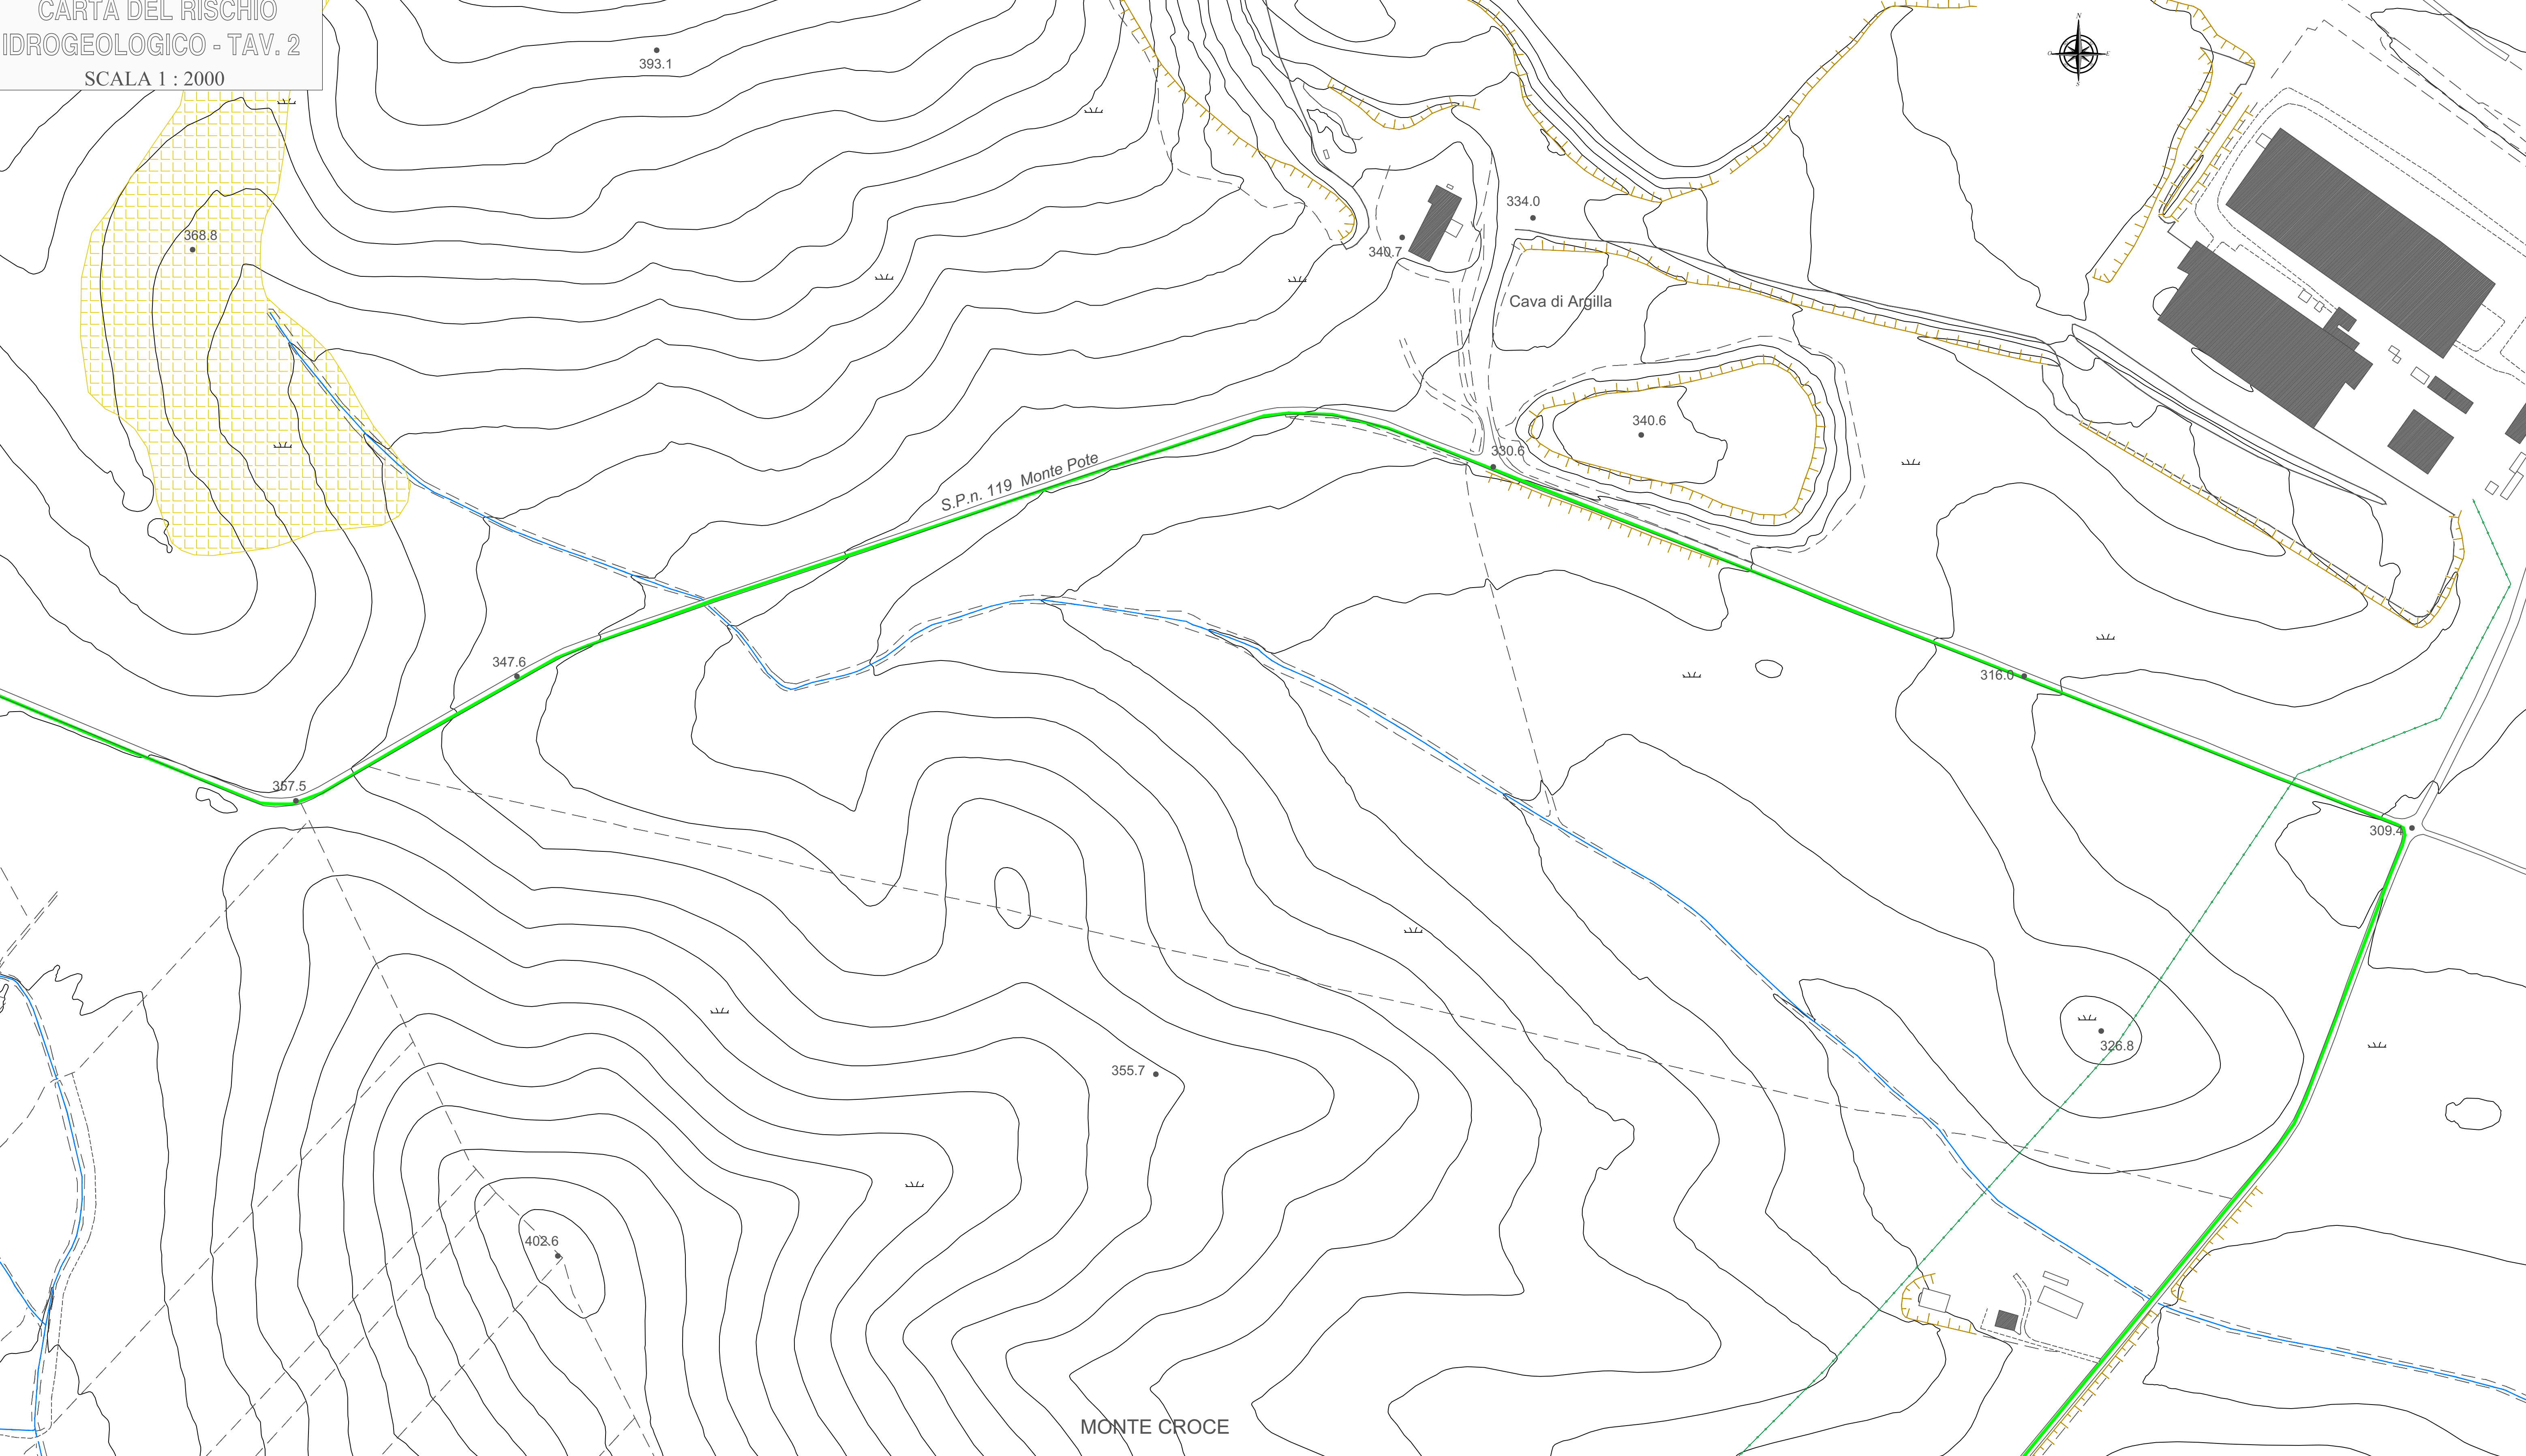 CARTA DEL RISCHIO
IDROGEOLOGICO - TAV. 2
SCALA 1 : 2000
393.1
N
O
E
S
334.0
368.8
340.7
Cava di Argilla
340.6
330.6
S.P.n. 119 Monte Pote
347.6
316.0
357.5
309.4
326.8
355.7
402.6
MONTE CROCE